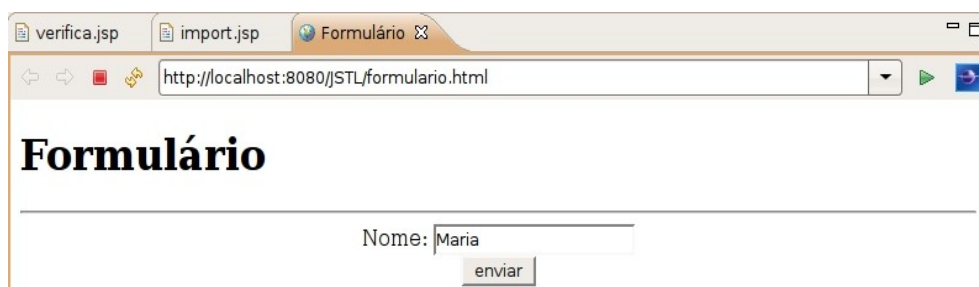 verifica.jsp import.jsp Formulário
http://localhost:8080/JSTL/formulario.html
Formulário
Nome: Maria
enviar